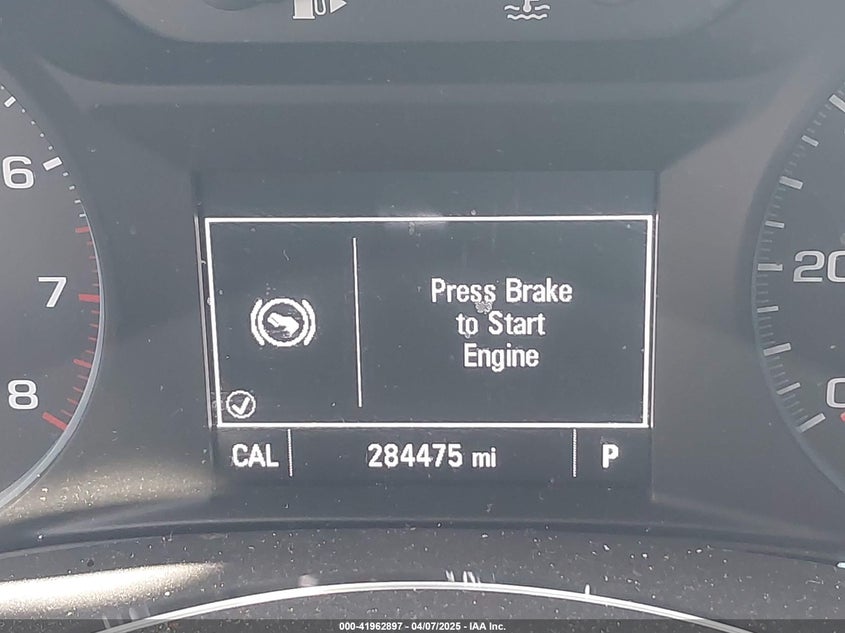 6
7
8
20
0
Press Brake
to Start
Engine
CAL
284475 mi
P
000-41962897 - 04/07/2025 - IAA Inc.